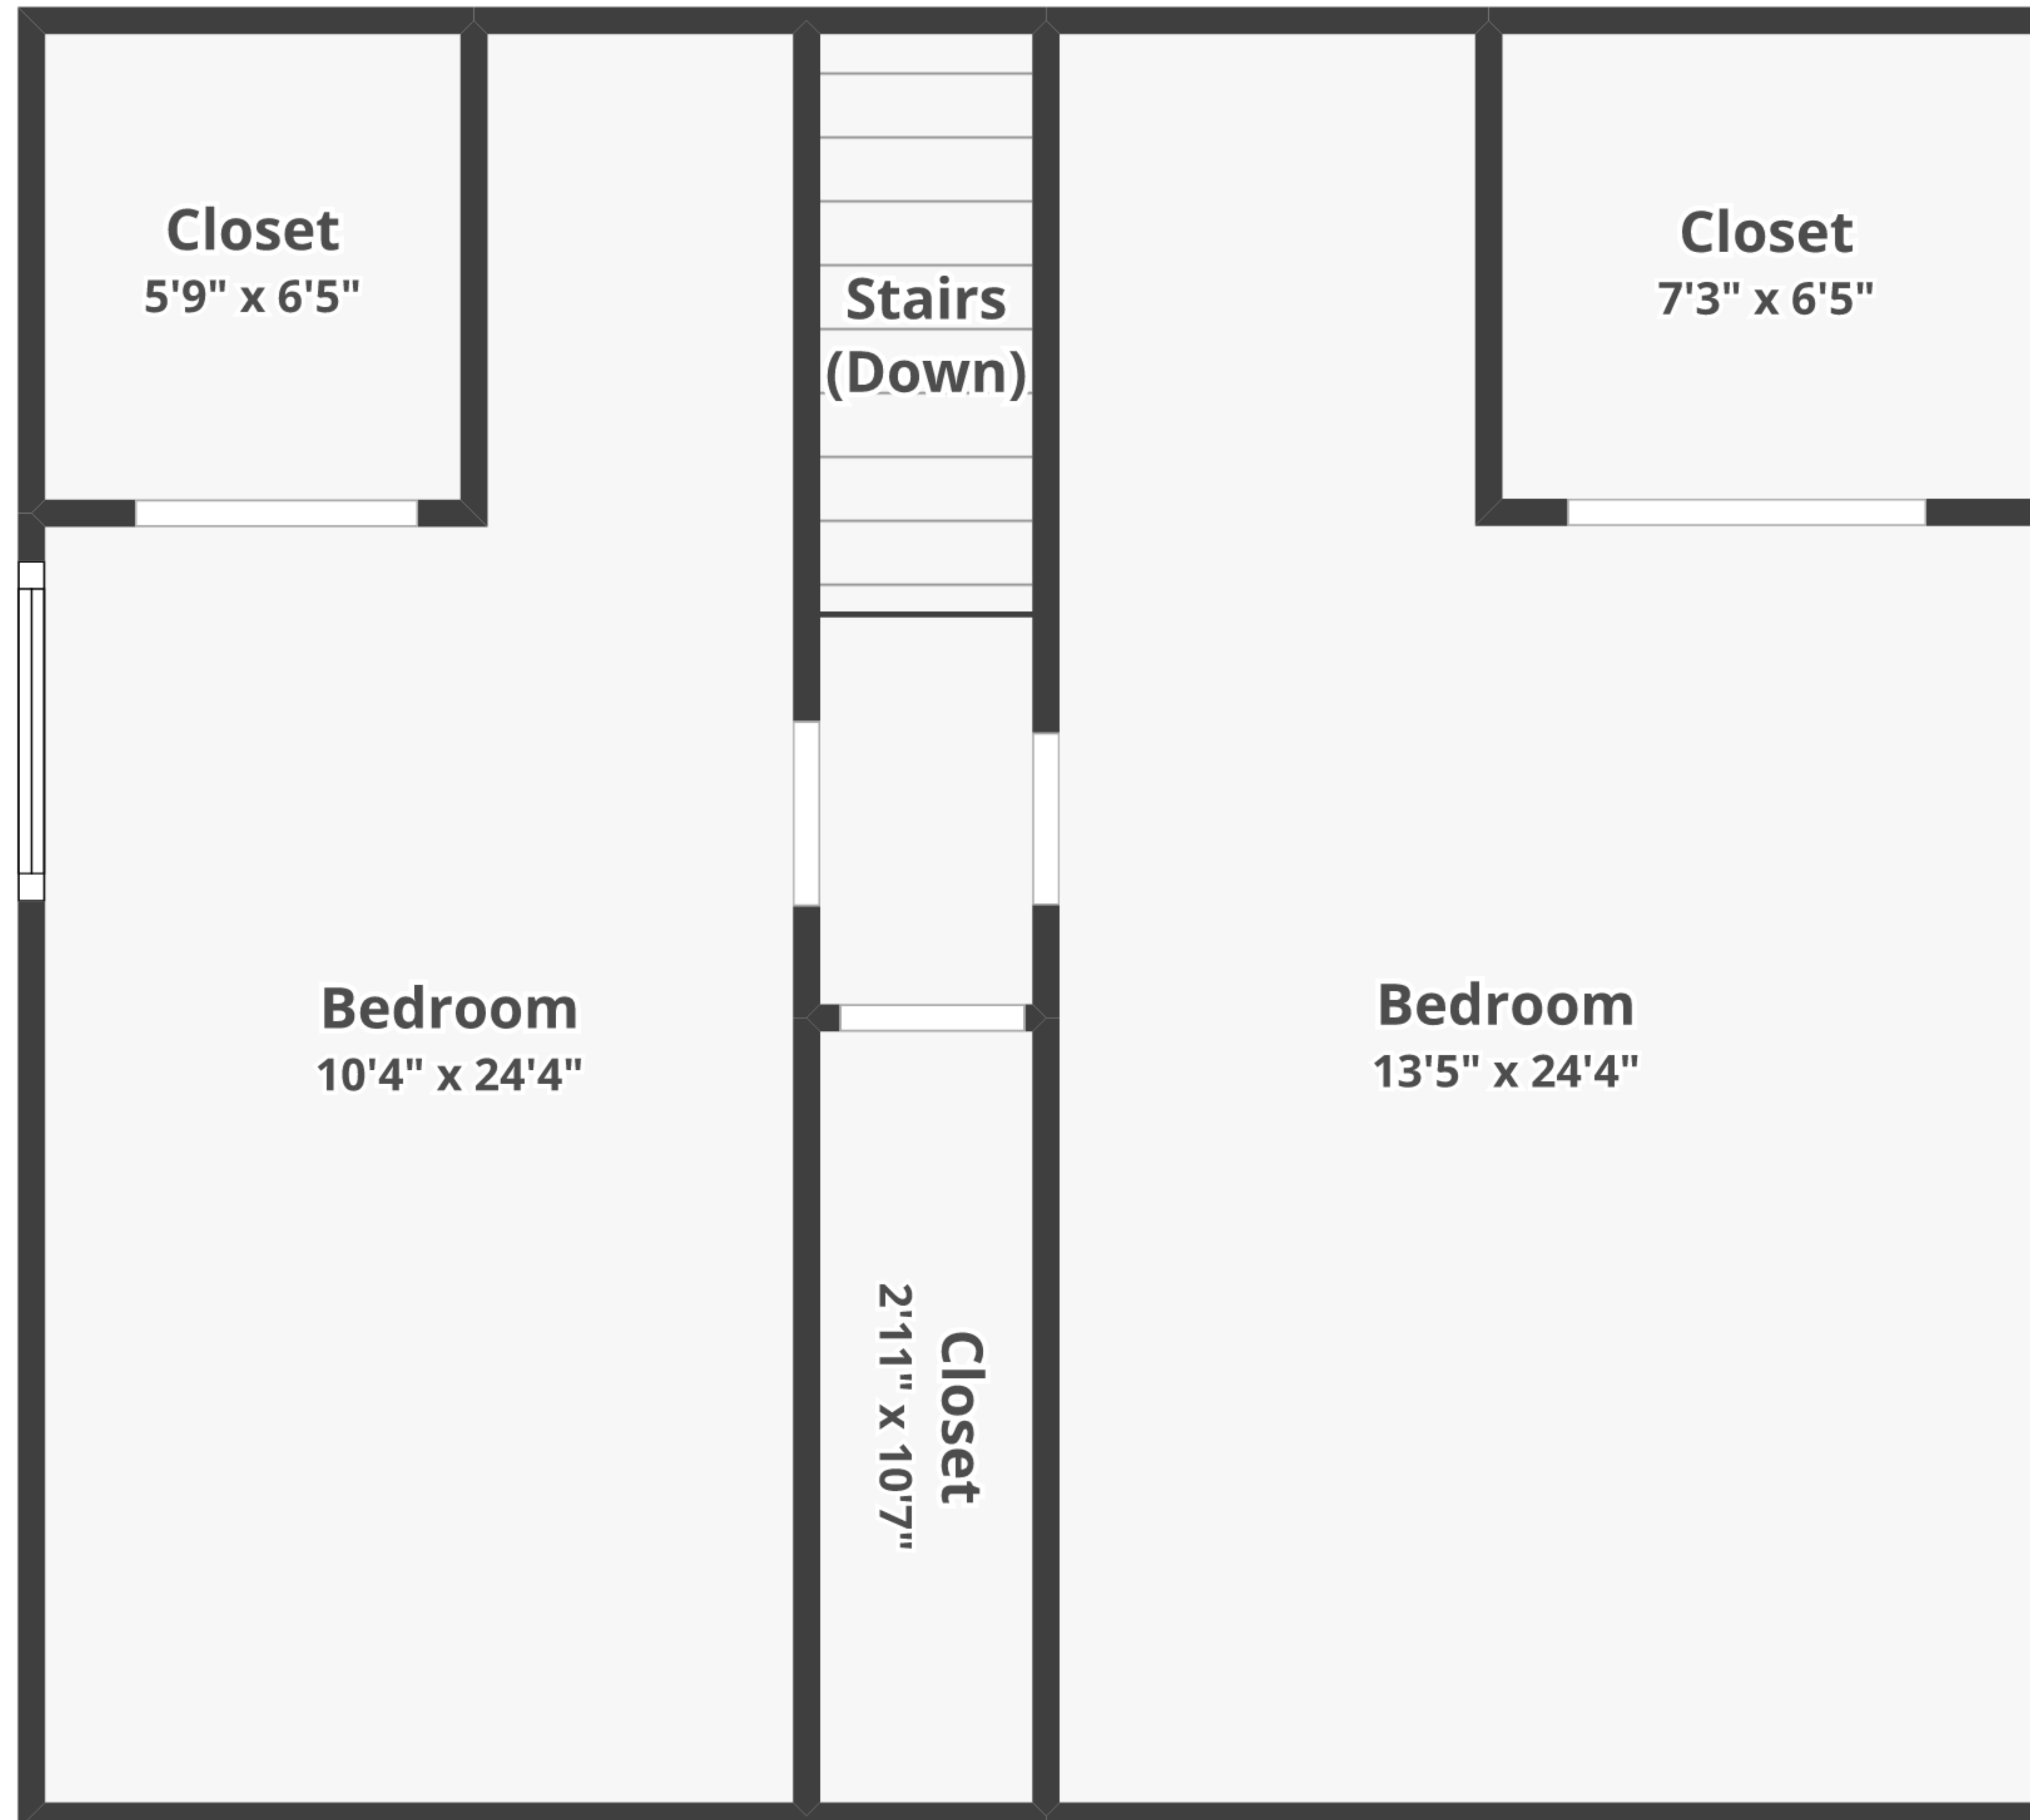 Closet
5'9" x 6'5"
Stairs
(Down)
Closet
7'3" x 6'5"
Bedroom
10'4" x 24'4"
Bedroom
13'5" x 24'4"
Closet
2'11" x 10'7"